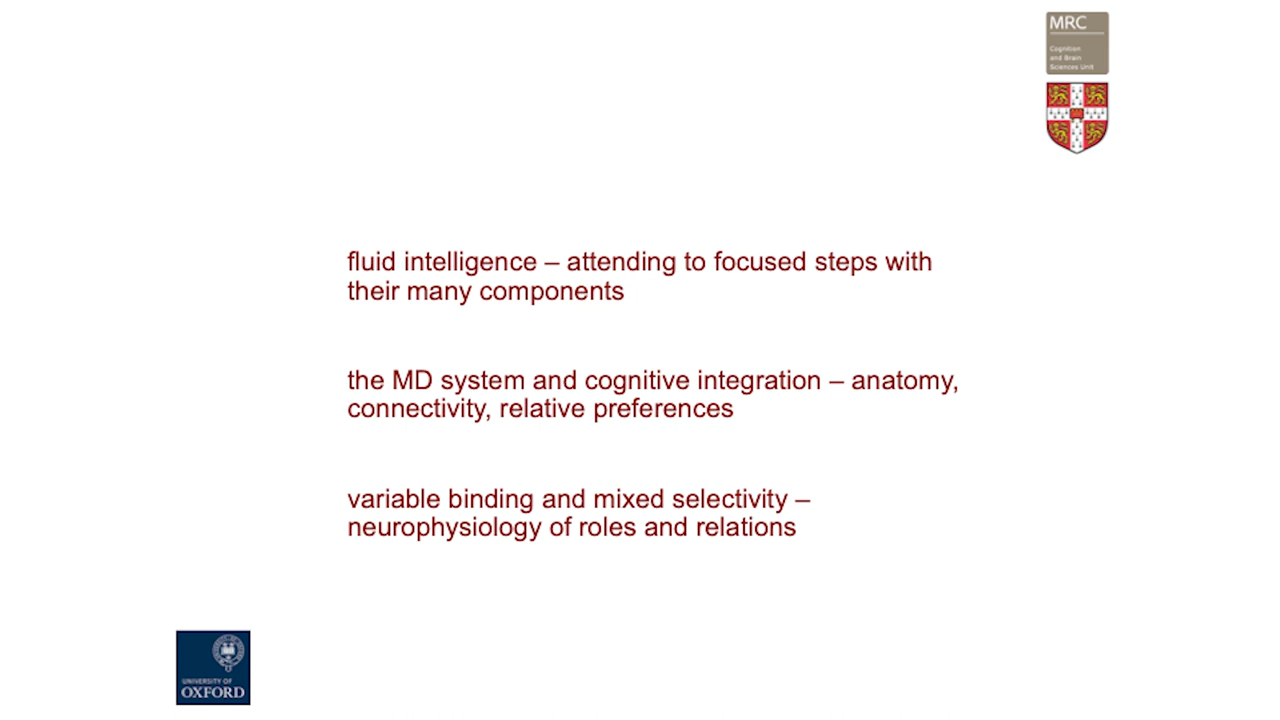 MRC
Cognition
and Brain
Sciences Unit
fluid intelligence – attending to focused steps with
their many components
the MD system and cognitive integration – anatomy,
connectivity, relative preferences
variable binding and mixed selectivity –
neurophysiology of roles and relations
UNIVERSITY OF
OXFORD